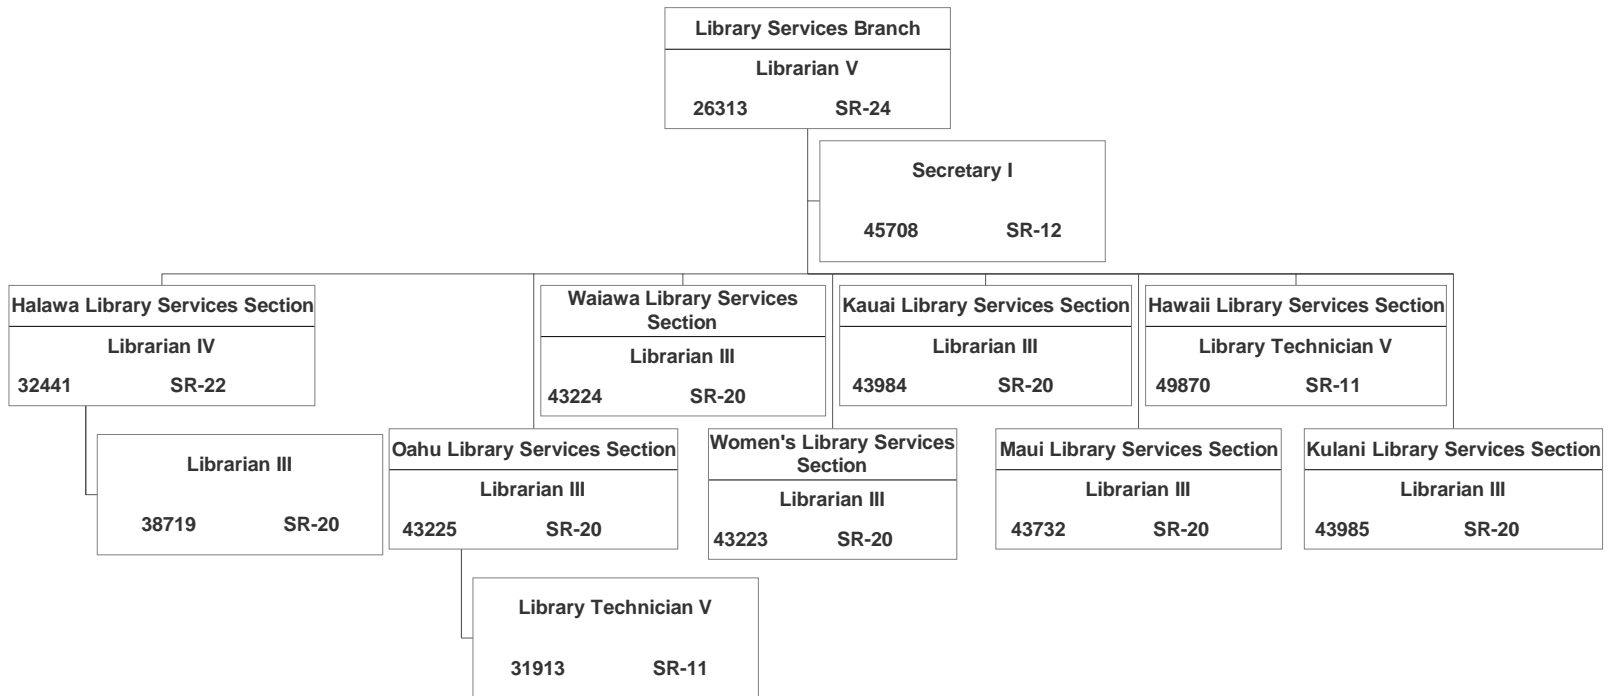 Library Services Branch
Librarian V
26313 SR-24
Secretary I
45708 SR-12
Halawa Library Services Section
Librarian IV
32441 SR-22
Librarian III
38719 SR-20
Oahu Library Services Section
Librarian III
43225 SR-20
Library Technician V
31913 SR-11
Waiawa Library Services
Section
Librarian III
43224 SR-20
Women's Library Services
Section
Librarian III
43223 SR-20
Kauai Library Services Section
Librarian III
43984 SR-20
Maui Library Services Section
Librarian III
43732 SR-20
Hawaii Library Services Section
Library Technician V
49870 SR-11
Kulani Library Services Section
Librarian III
43985 SR-20